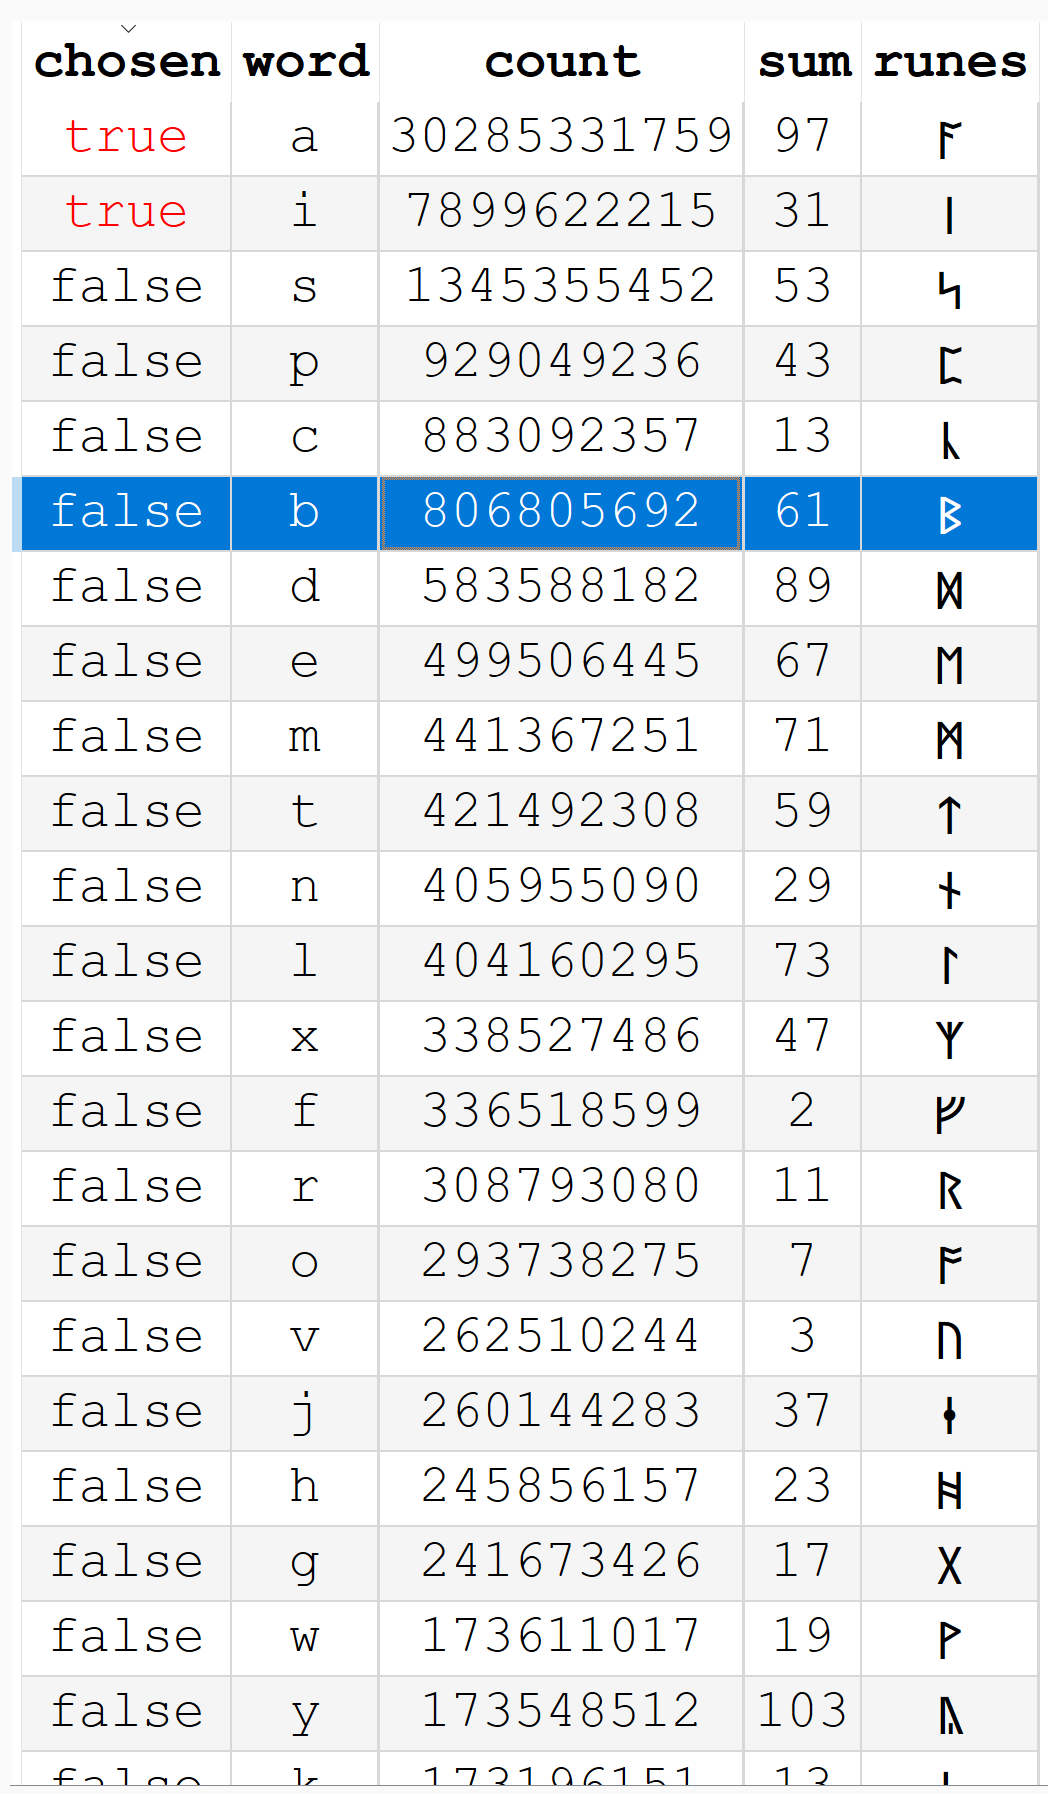 chosen word count sum runes
true a 30285331759 97 ᚪ
true i 7899622215 31 ᛁ
false s 1345355452 53 ᛋ
false p 929049236 43 ᛈ
false c 883092357 13 ᚳ
false b 806805692 61 ᛒ
false d 583588182 89 ᛞ
false e 499506445 67 ᛖ
false m 441367251 71 ᛗ
false t 421492308 59 ᛏ
false n 405955090 29 ᚾ
false l 404160295 73 ᛚ
false x 338527486 47 ᛉ
false f 336518599 2 ᚠ
false r 308793080 11 ᚱ
false o 293738275 7 ᚩ
false v 262510244 3 ᚢ
false j 260144283 37 ᛄ
false h 245856157 23 ᚻ
false g 241673426 17 ᚷ
false w 173611017 19 ᚹ
false y 173548512 103 ᚣ
false k 173196151 13